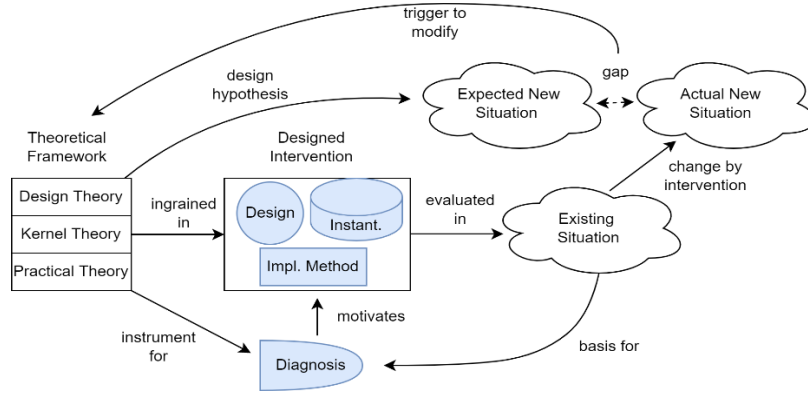 trigger to
modify
design
hypothesis
gap
Expected New
Situation
Actual New
Situation
Theoretical
Framework
Designed
Intervention
change by
intervention
Design Theory
Kernel Theory
Practical Theory
ingrained
in
Design
Instant.
Impl. Method
evaluated
in
Existing
Situation
instrument
for
motivates
Diagnosis
basis for